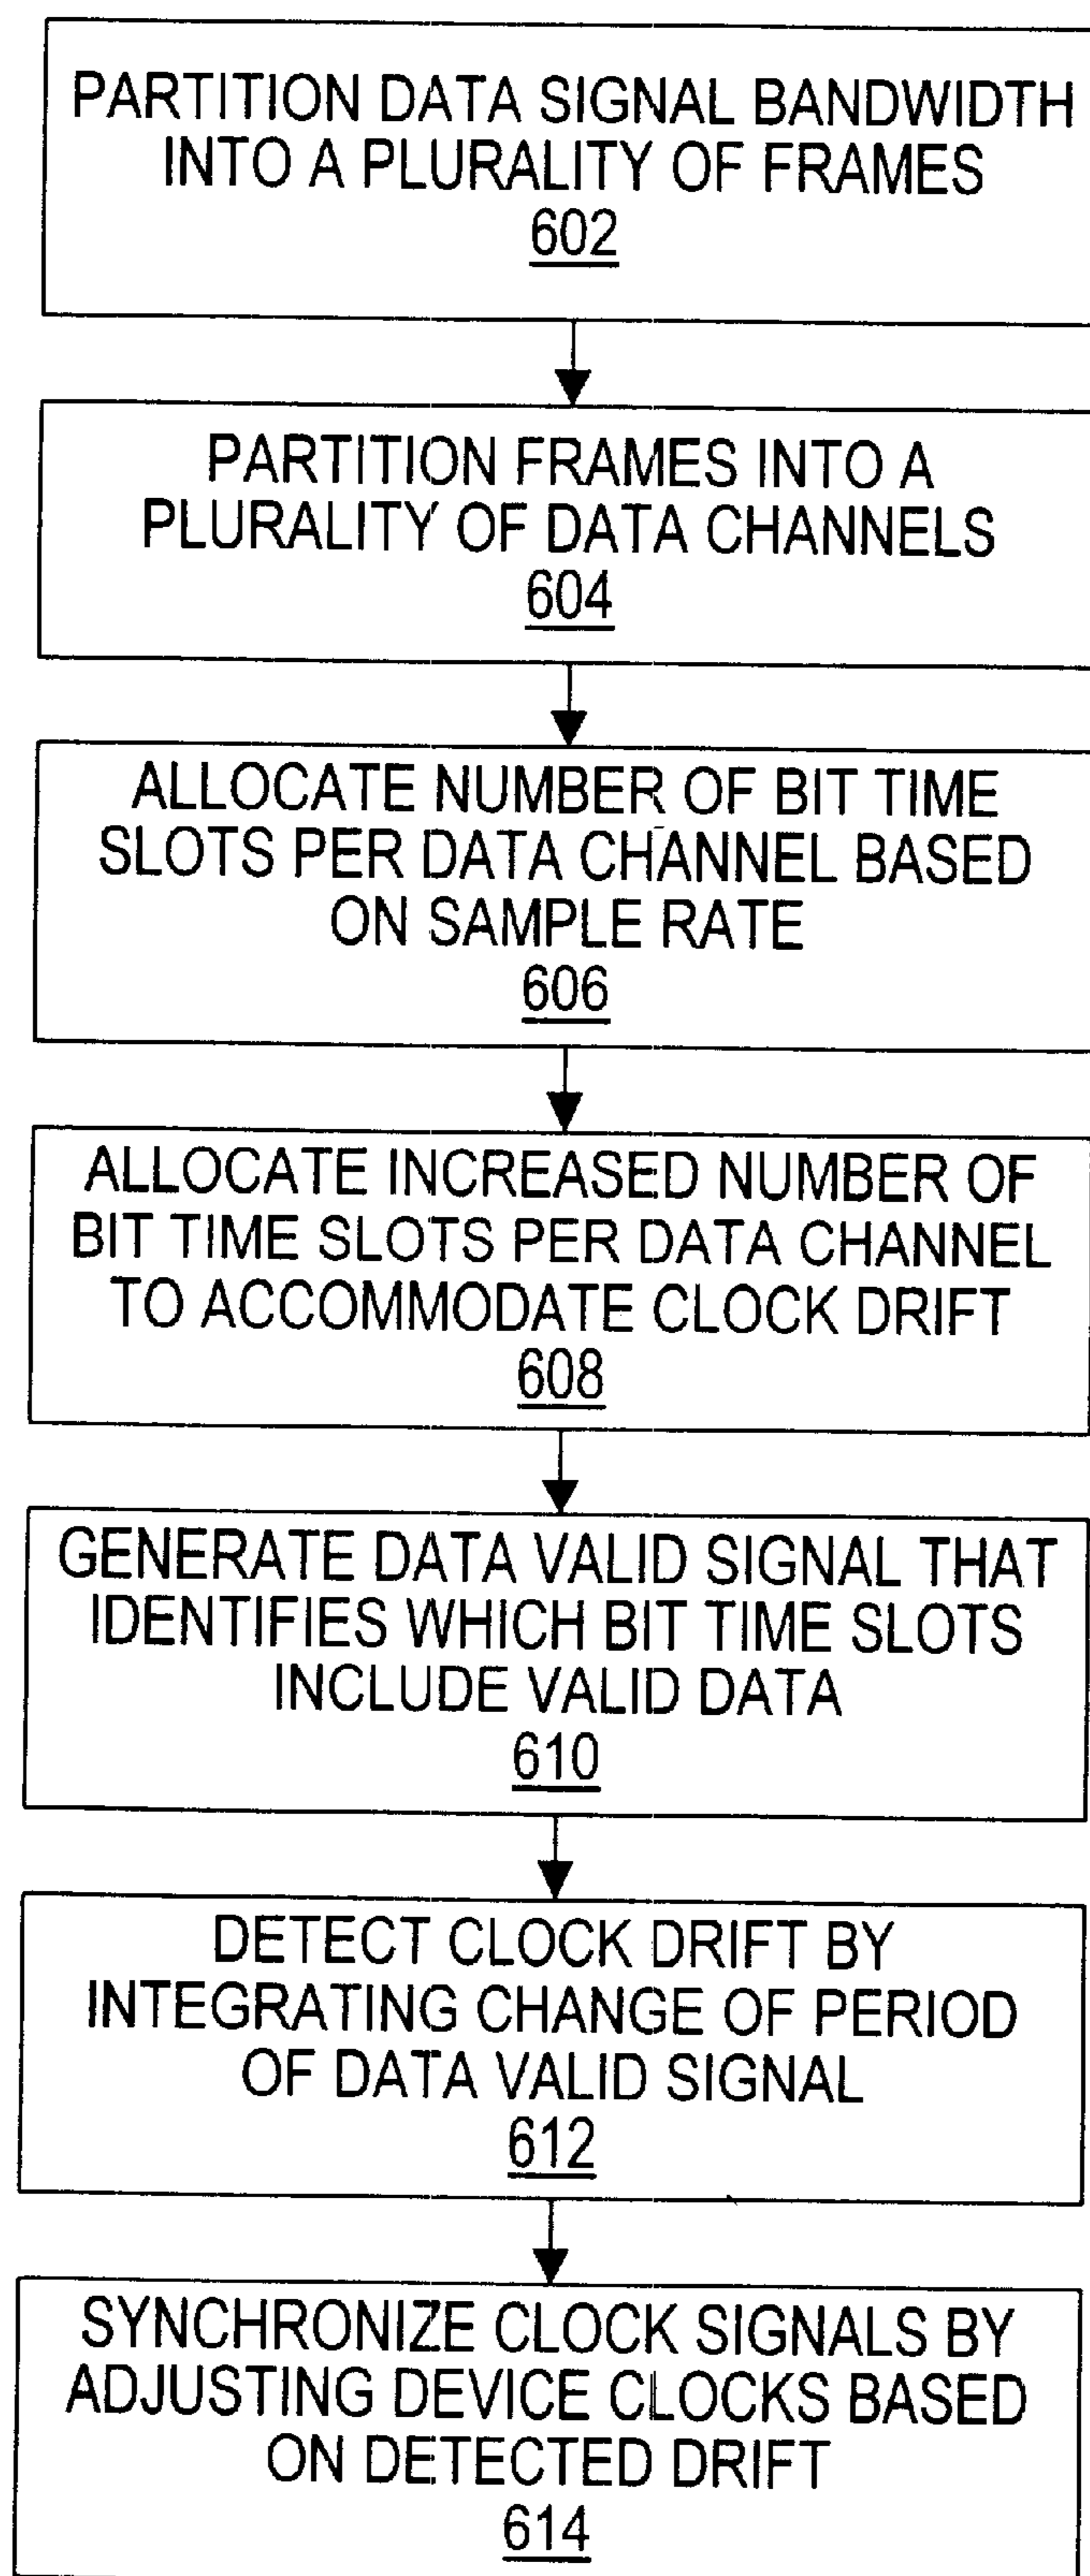 PARTITION DATA SIGNAL BANDWIDTH
INTO A PLURALITY OF FRAMES
602
PARTITION FRAMES INTO A
PLURALITY OF DATA CHANNELS
604
ALLOCATE NUMBER OF BIT TIME
SLOTS PER DATA CHANNEL BASED
ON SAMPLE RATE
606
ALLOCATE INCREASED NUMBER OF
BIT TIME SLOTS PER DATA CHANNEL
TO ACCOMMODATE CLOCK DRIFT
608
GENERATE DATA VALID SIGNAL THAT
IDENTIFIES WHICH BIT TIME SLOTS
INCLUDE VALID DATA
610
DETECT CLOCK DRIFT BY
INTEGRATING CHANGE OF PERIOD
OF DATA VALID SIGNAL
612
SYNCHRONIZE CLOCK SIGNALS BY
ADJUSTING DEVICE CLOCKS BASED
ON DETECTED DRIFT
614